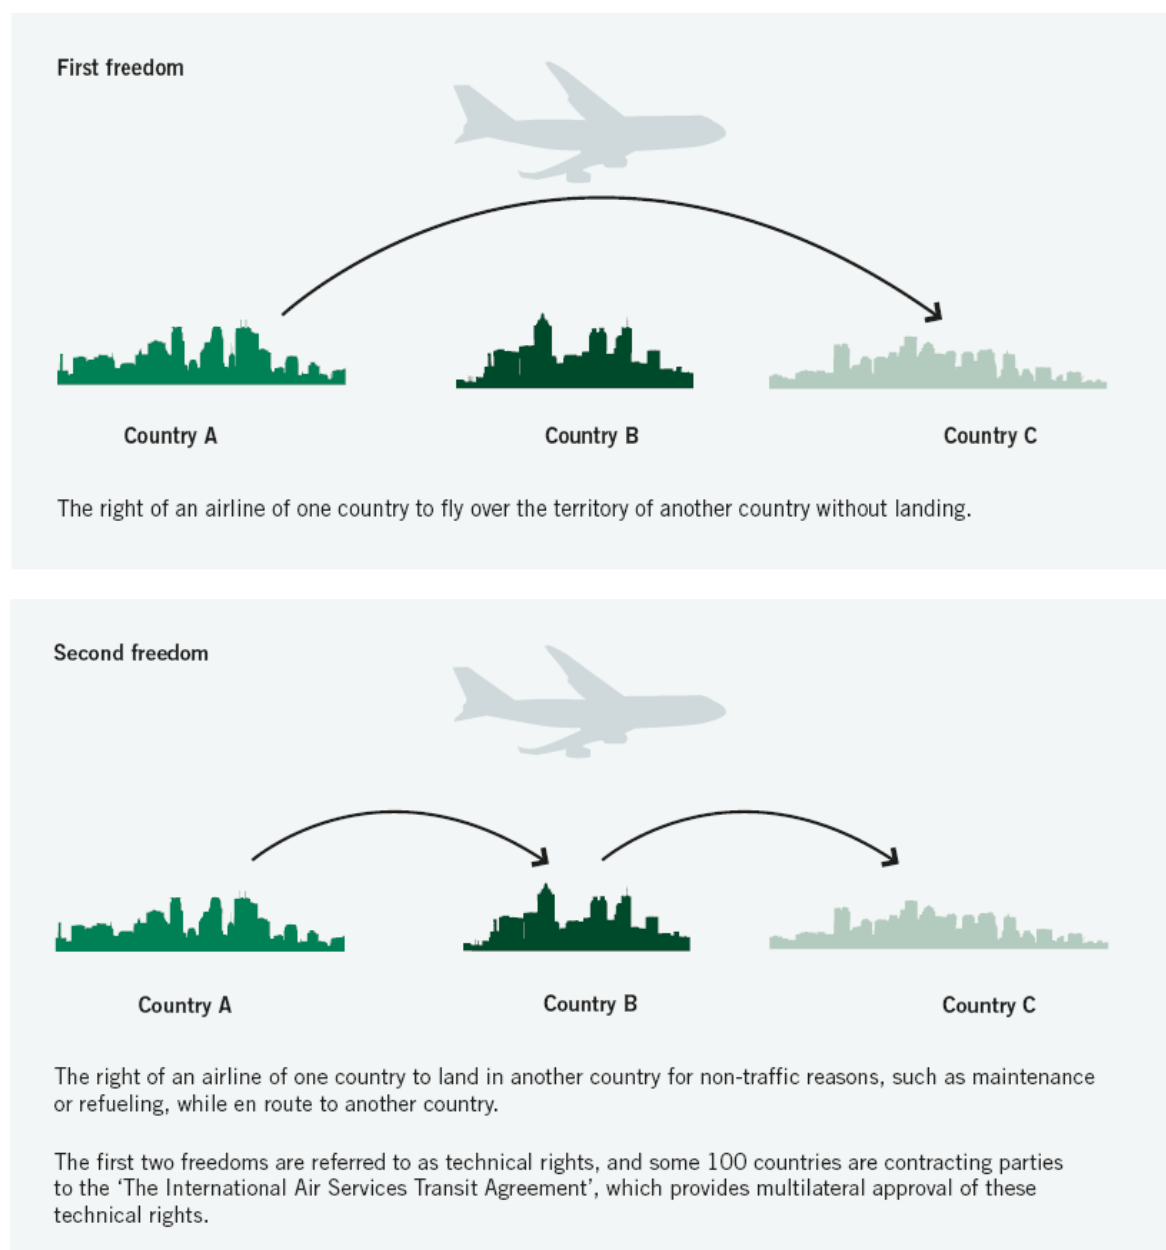 First freedom
Country A
Country B
Country C
The right of an airline of one country to fly over the territory of another country without landing.
Second freedom
Country A
Country B
Country C
The right of an airline of one country to land in another country for non-traffic reasons, such as maintenance
or refueling, while en route to another country.
The first two freedoms are referred to as technical rights, and some 100 countries are contracting parties
to the ‘The International Air Services Transit Agreement’, which provides multilateral approval of these
technical rights.